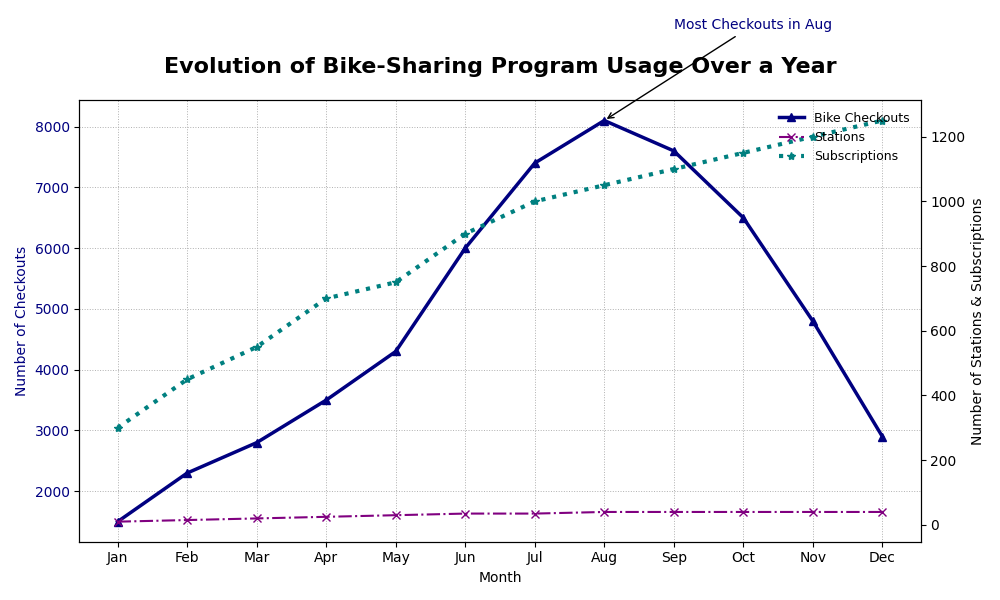 Most Checkouts in Aug
Evolution of Bike-Sharing Program Usage Over a Year
Bike Checkouts
Stations
Subscriptions
Number of Checkouts
8000
7000
6000
5000
4000
3000
2000
1200
1000
800
600
400
200
0
Number of Stations & Subscriptions
Jan Feb Mar Apr May Jun Jul Aug Sep Oct Nov Dec
Month